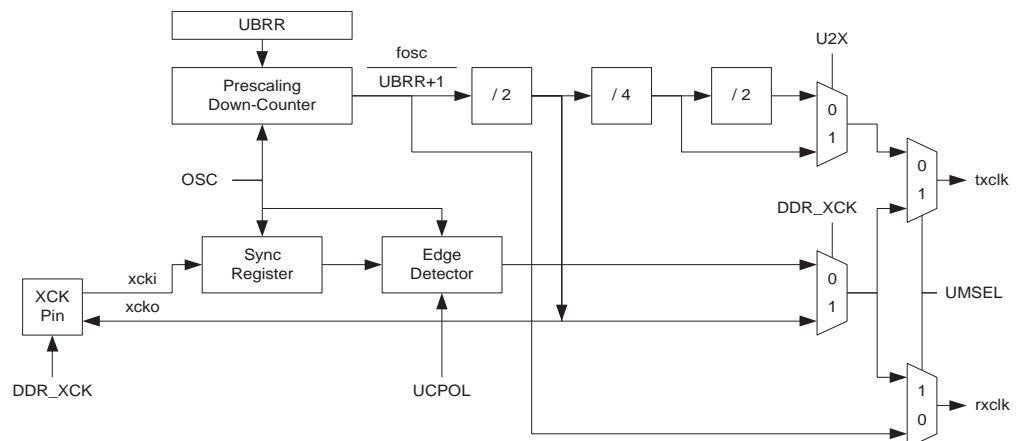 UBRR
fosc
U2X
Prescaling
Down-Counter
UBRR+1
/ 2
/ 4
/ 2
0
1
0
1
txclk
OSC
DDR_XCK
Sync
Register
Edge
Detector
xcki
0
1
UMSEL
XCK
Pin
xcko
DDR_XCK
UCPOL
1
0
rxclk